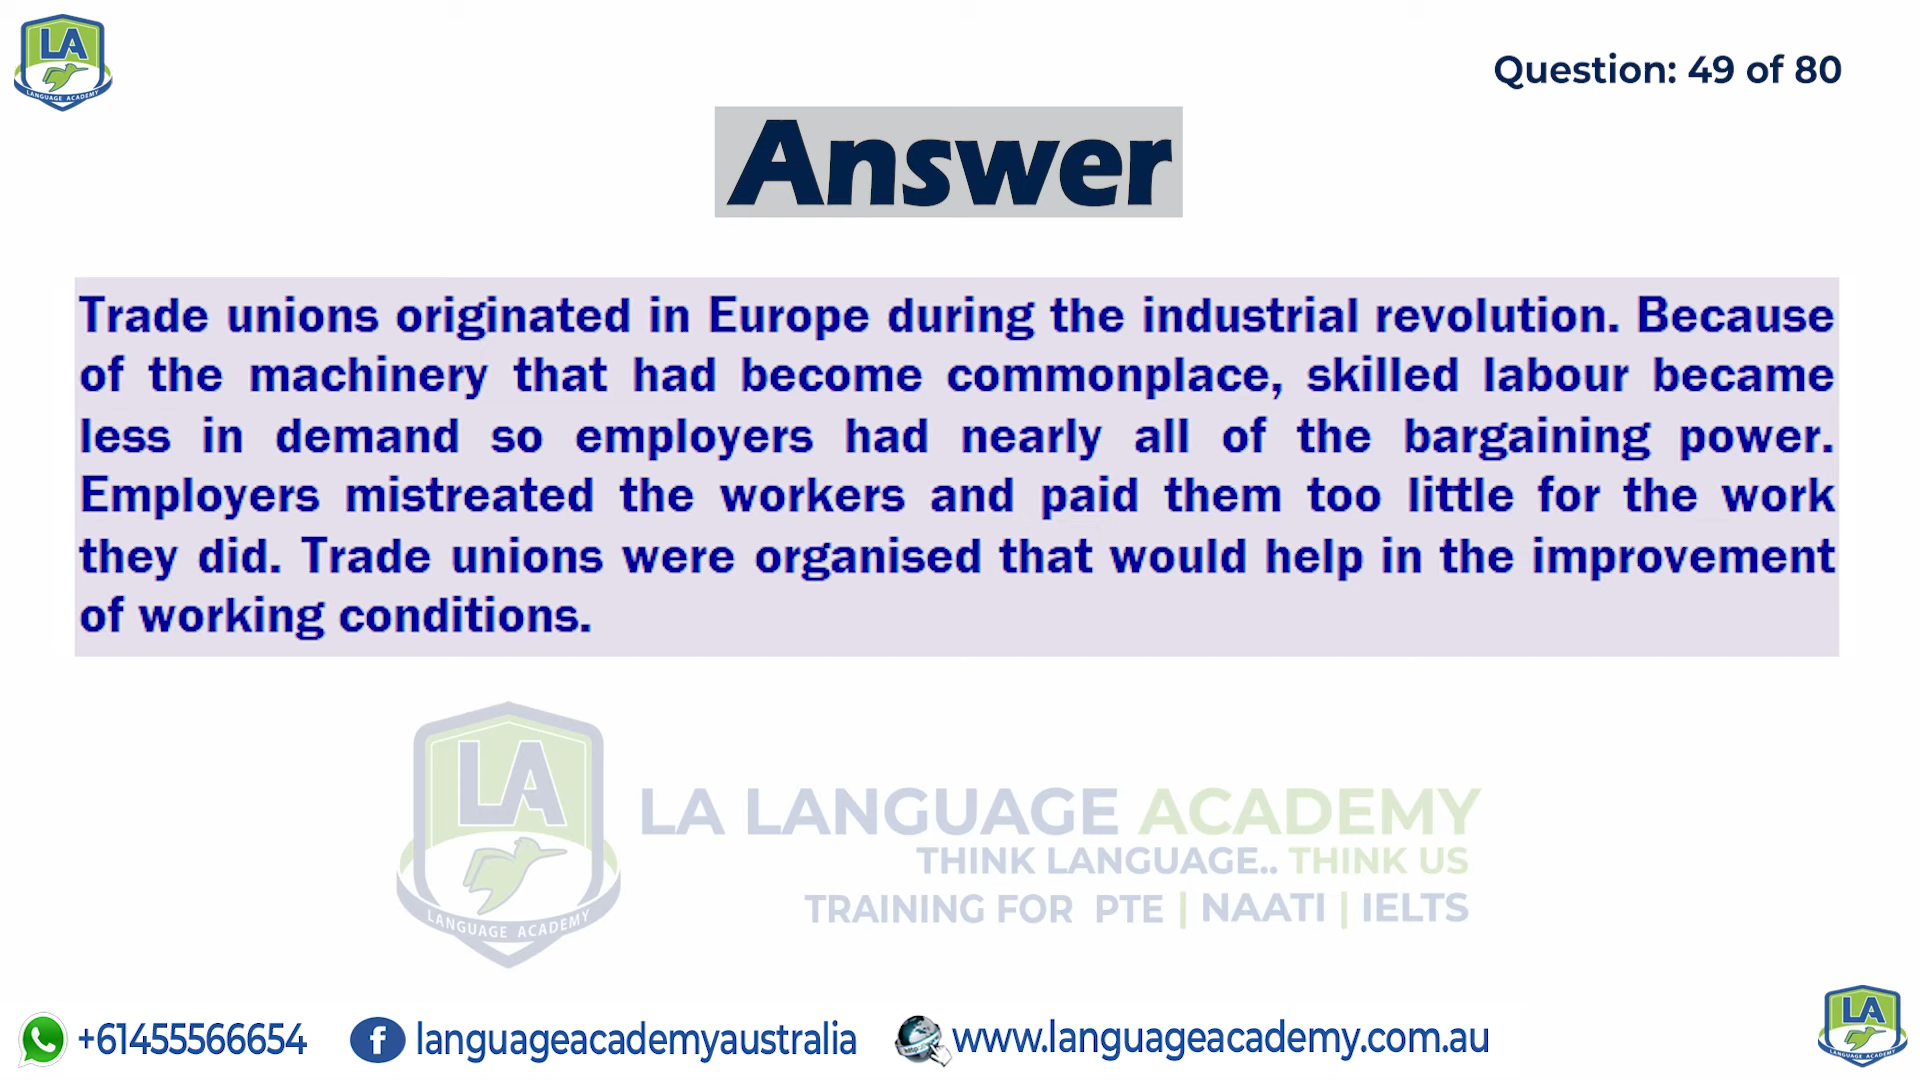 LA
LANGUAGE ACADEMY
Question: 49 of 80
Answer
Trade unions originated in Europe during the industrial revolution. Because
of the machinery that had become commonplace, skilled labour became
less in demand so employers had nearly all of the bargaining power.
Employers mistreated the workers and paid them too little for the work
they did. Trade unions were organised that would help in the improvement
of working conditions.
LA
LANGUAGE ACADEMY
LA LANGUAGE ACADEMY
THINK LANGUAGE.. THINK US
TRAINING FOR PTE | NAATI | IELTS
+61455566654
f languageacademyaustralia
www.languageacademy.com.au
LA
LANGUAGE ACADEMY